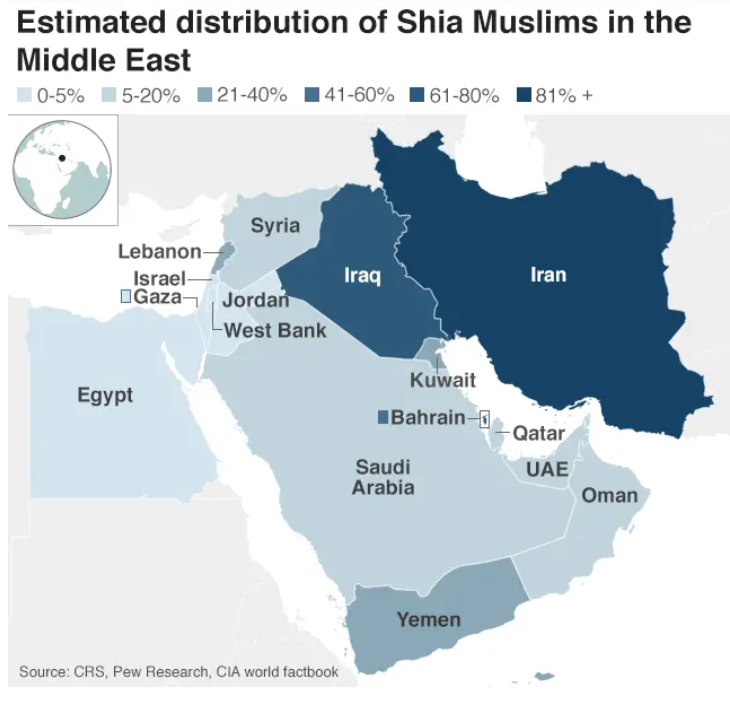 Estimated distribution of Shia Muslims in the
Middle East
0-5% 5-20% 21-40% 41-60% 61-80% 81% +
Syria
Lebanon
Israel
Gaza
Jordan
West Bank
Iraq
Iran
Egypt
Kuwait
Bahrain
Qatar
Saudi
Arabia
UAE
Oman
Yemen
Source: CRS, Pew Research, CIA world factbook